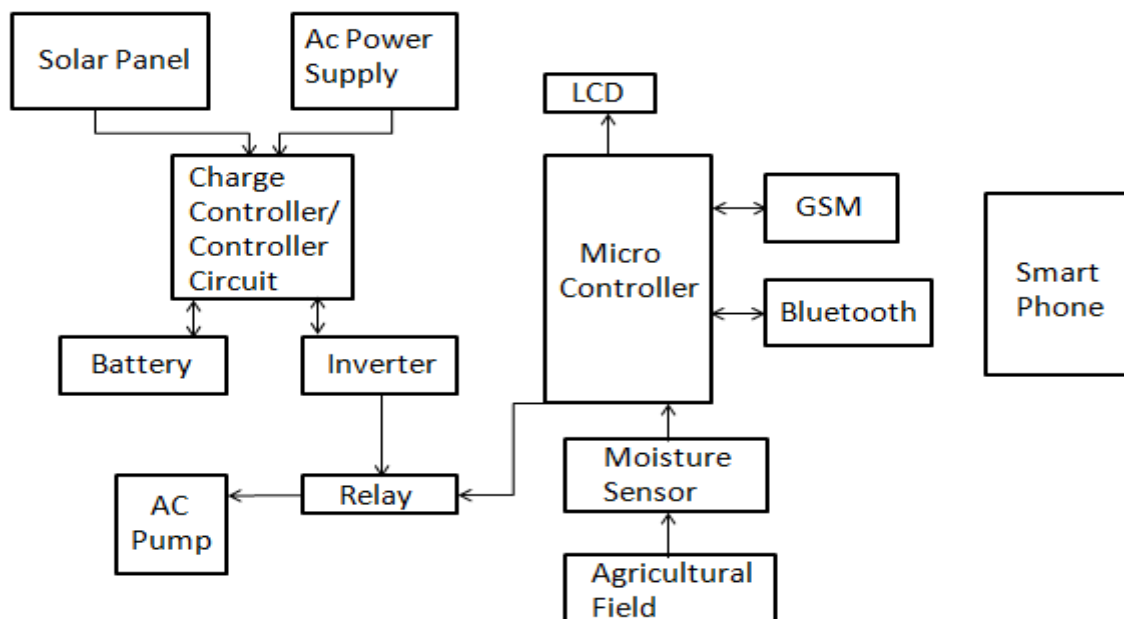 Solar Panel
Ac Power
Supply
LCD
Charge
Controller/
Controller
Circuit
Micro
Controller
GSM
Smart
Phone
Bluetooth
Battery
Inverter
Moisture
Sensor
Relay
AC
Pump
Agricultural
Field